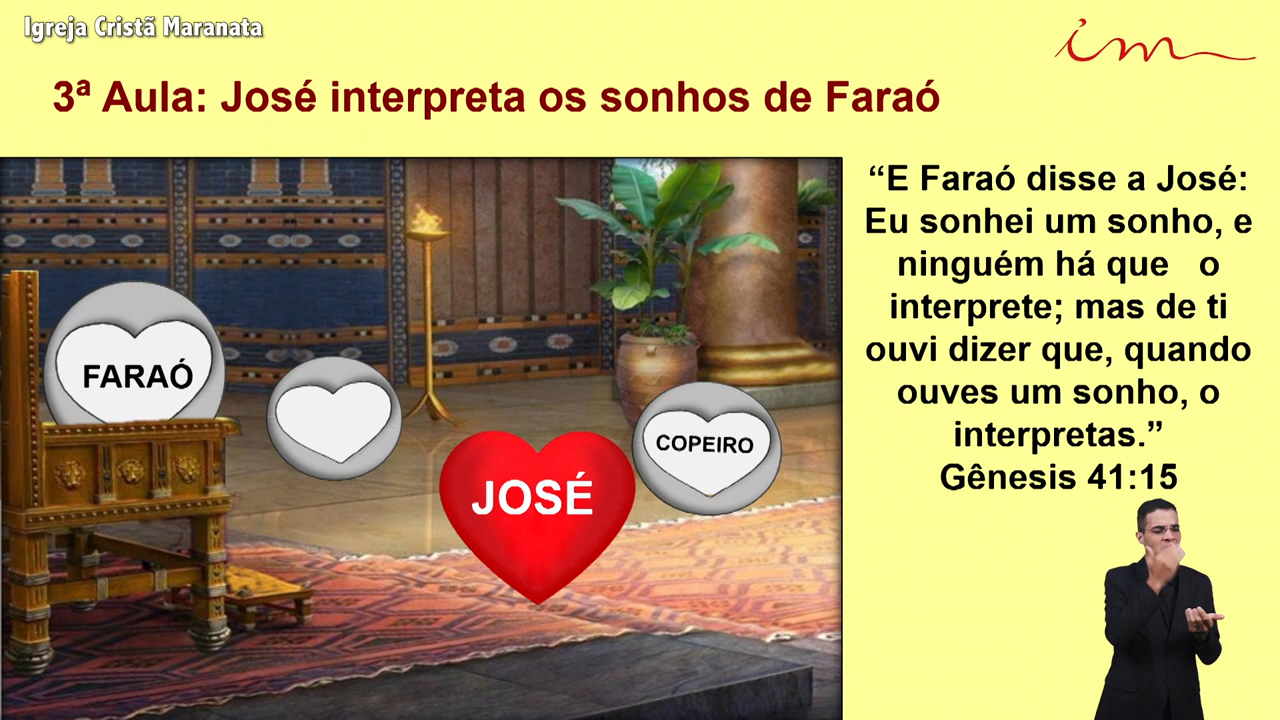 Igreja Cristã Maranata
im
3ª Aula: José interpreta os sonhos de Faraó
“E Faraó disse a José:
Eu sonhei um sonho, e
ninguém há que o
interprete; mas de ti
ouvi dizer que, quando
ouves um sonho, o
interpretas.”
Gênesis 41:15
FARAÓ
COPEIRO
JOSÉ